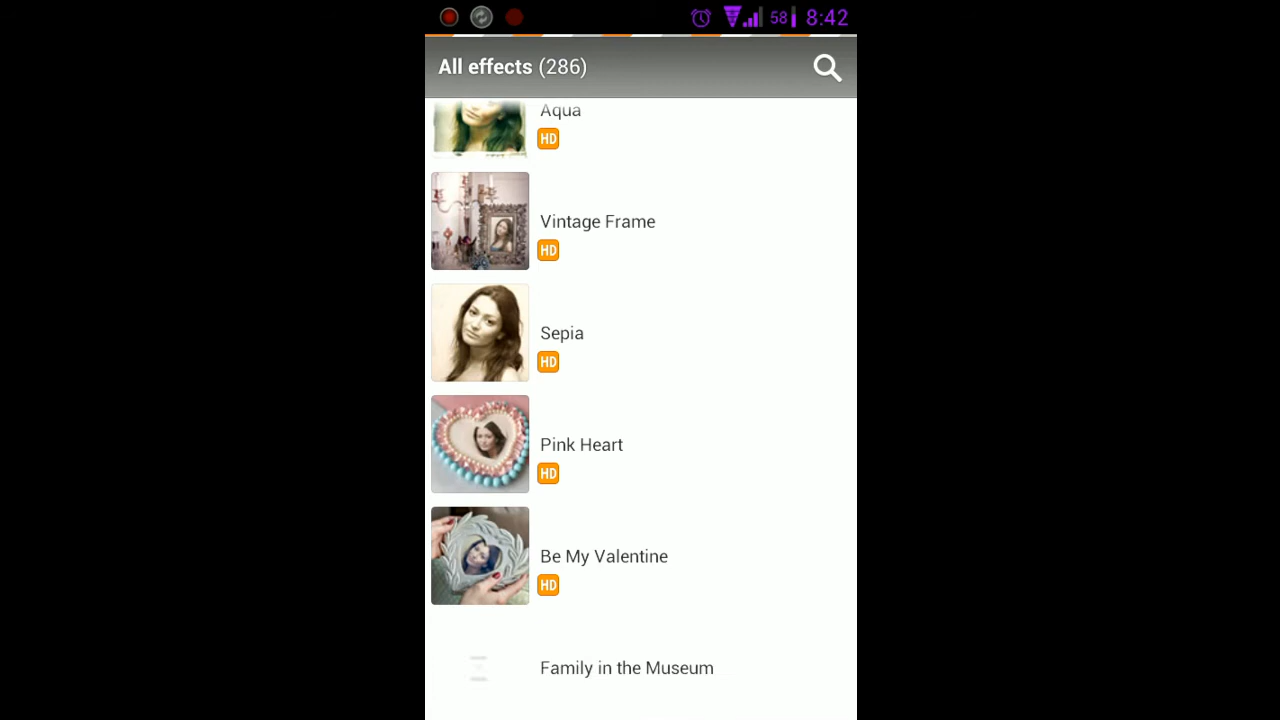 58 8:42
All effects (286)
Aqua
HD
Vintage Frame
HD
Sepia
HD
Pink Heart
HD
Be My Valentine
HD
Family in the Museum